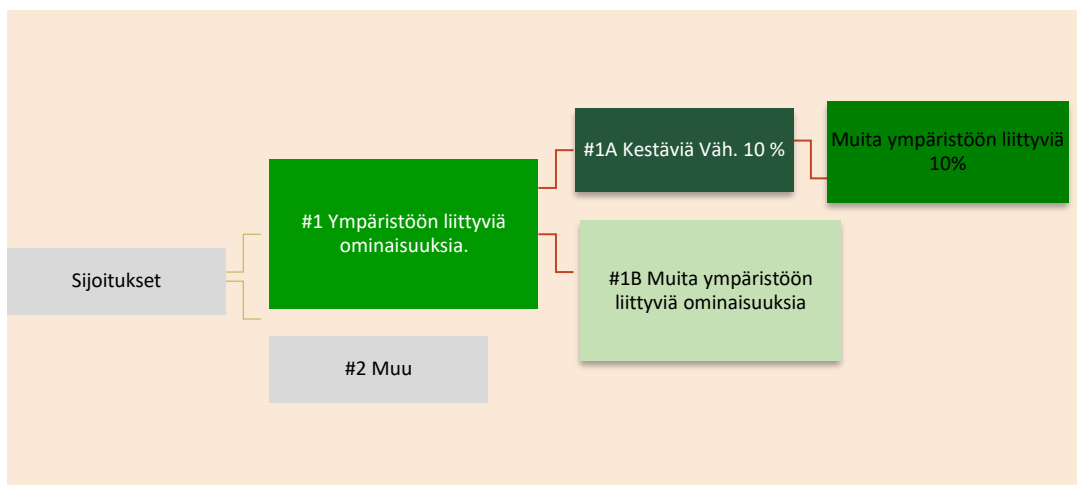 Sijoitukset
#1 Ympäristöön liittyviä
ominaisuuksia.
#2 Muu
#1A Kestäviä Väh. 10 %
#1B Muita ympäristöön
liittyviä ominaisuuksia
Muita ympäristöön liittyviä
10%